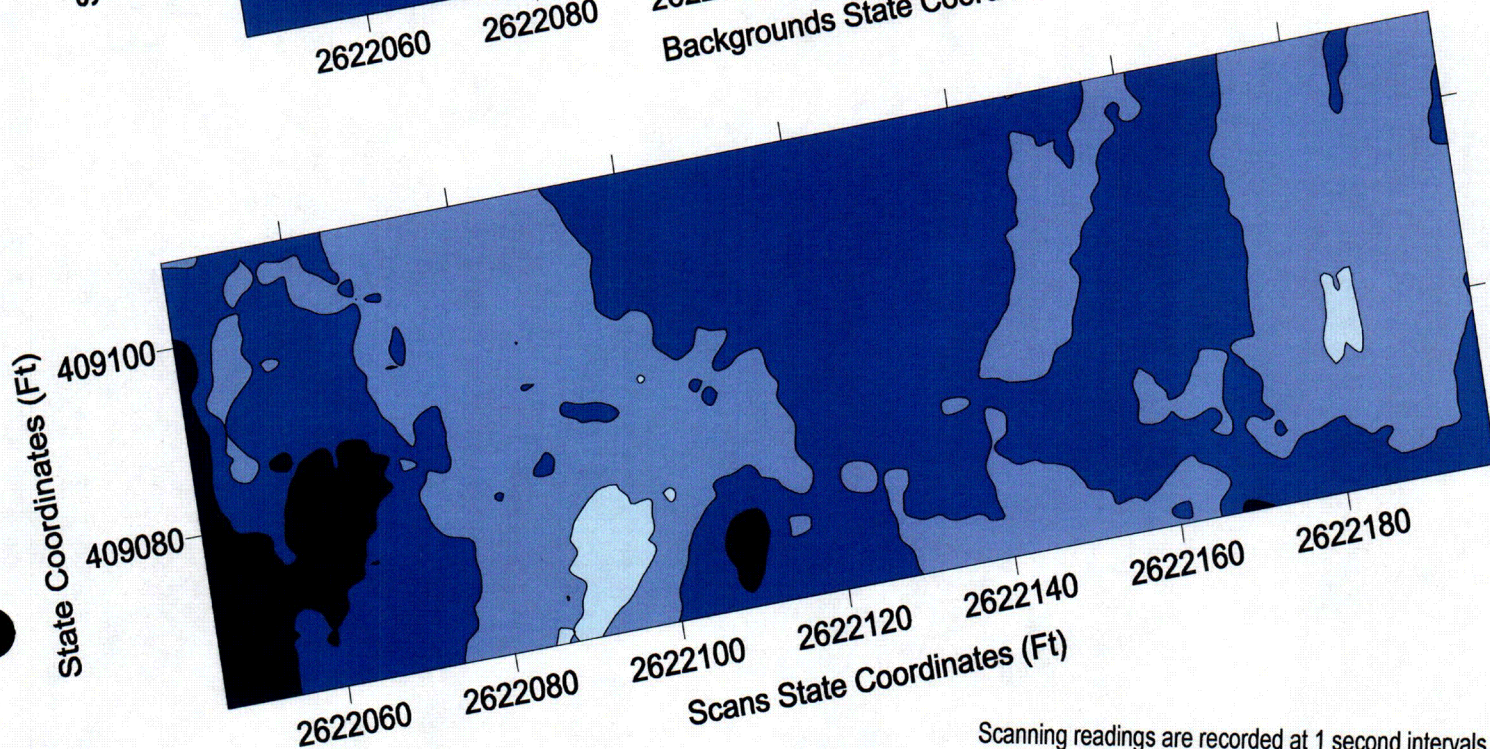 2622060 2622080
Backgrounds State
State Coordinates (Ft)
409100
409080
2622060 2622080 2622100 2622120 2622140 2622160 2622180
Scans State Coordinates (Ft)
Scanning readings are recorded at 1 second intervals